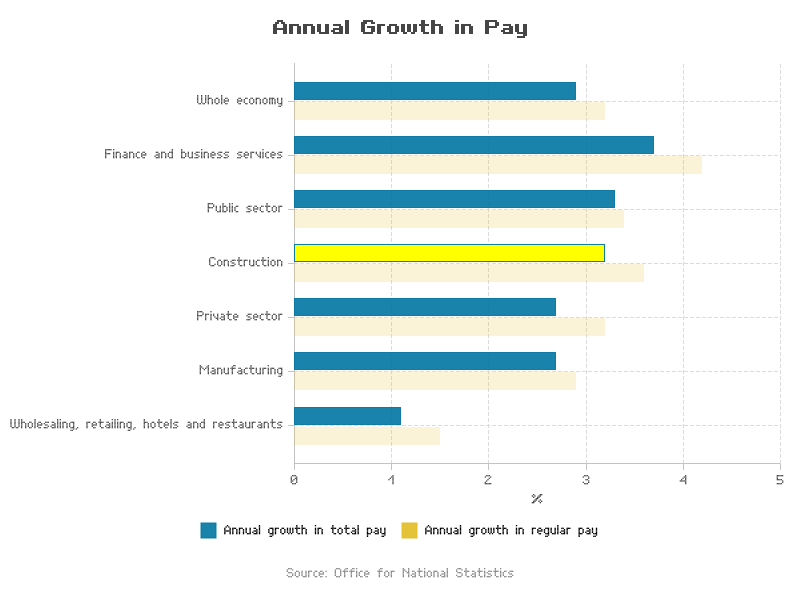 Annual Growth in Pay
Whole economy
Finance and business services
Public sector
Construction
Private sector
Manufacturing
Wholesaling, retailing, hotels and restaurants
0 1 2 3 4 5
%
Annual growth in total pay Annual growth in regular pay
Source: Office for National Statistics